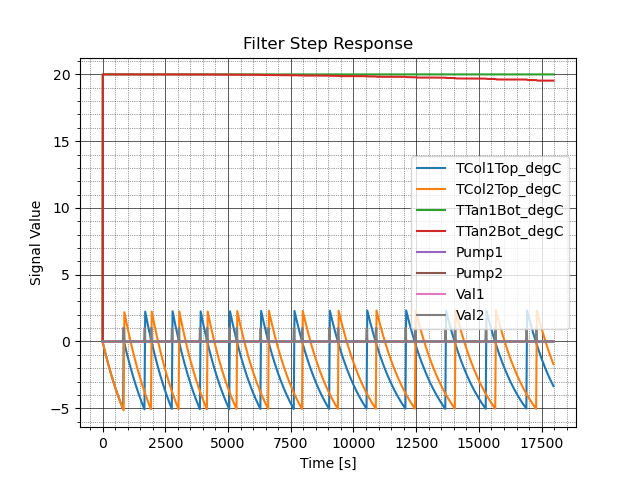 Filter Step Response
Signal Value
20
15
10
5
0
−5
TCol1Top_degC
TCol2Top_degC
TTan1Bot_degC
TTan2Bot_degC
Pump1
Pump2
Val1
Val2
0 2500 5000 7500 10000 12500 15000 17500
Time [s]